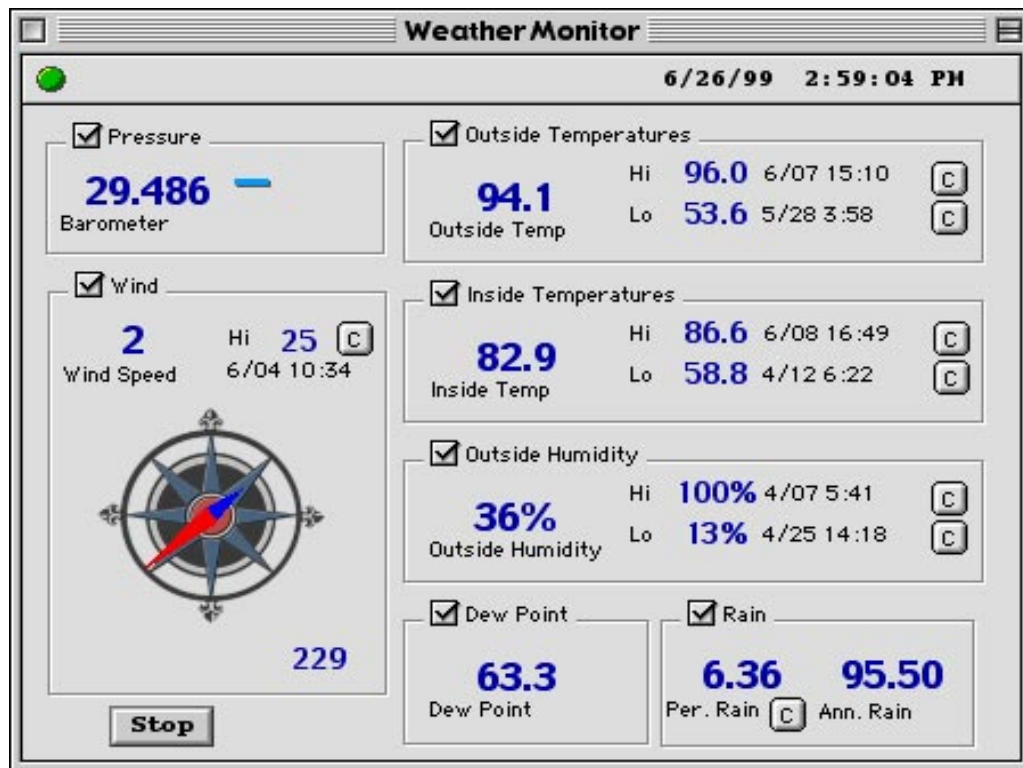 Weather Monitor
6/26/99 2:59:04 PM
Pressure
29.486
Barometer
Wind
2
Wind Speed
Hi 25 C
6/04 10:34
229
Stop
Outside Temperatures
94.1
Outside Temp
Hi 96.0 6/07 15:10 C
Lo 53.6 5/28 3:58 C
Inside Temperatures
82.9
Inside Temp
Hi 86.6 6/08 16:49 C
Lo 58.8 4/12 6:22 C
Outside Humidity
36%
Outside Humidity
Hi 100% 4/07 5:41 C
Lo 13% 4/25 14:18 C
Dew Point
63.3
Dew Point
Rain
6.36 95.50
Per. Rain C Ann. Rain